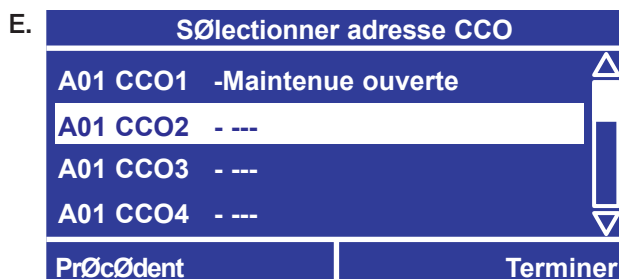 E.
SØlectionner adresse CCO
A01 CCO1 -Maintenue ouverte
A01 CCO2 - ---
A01 CCO3 - ---
A01 CCO4 - ---
PrØcØdent Terminer